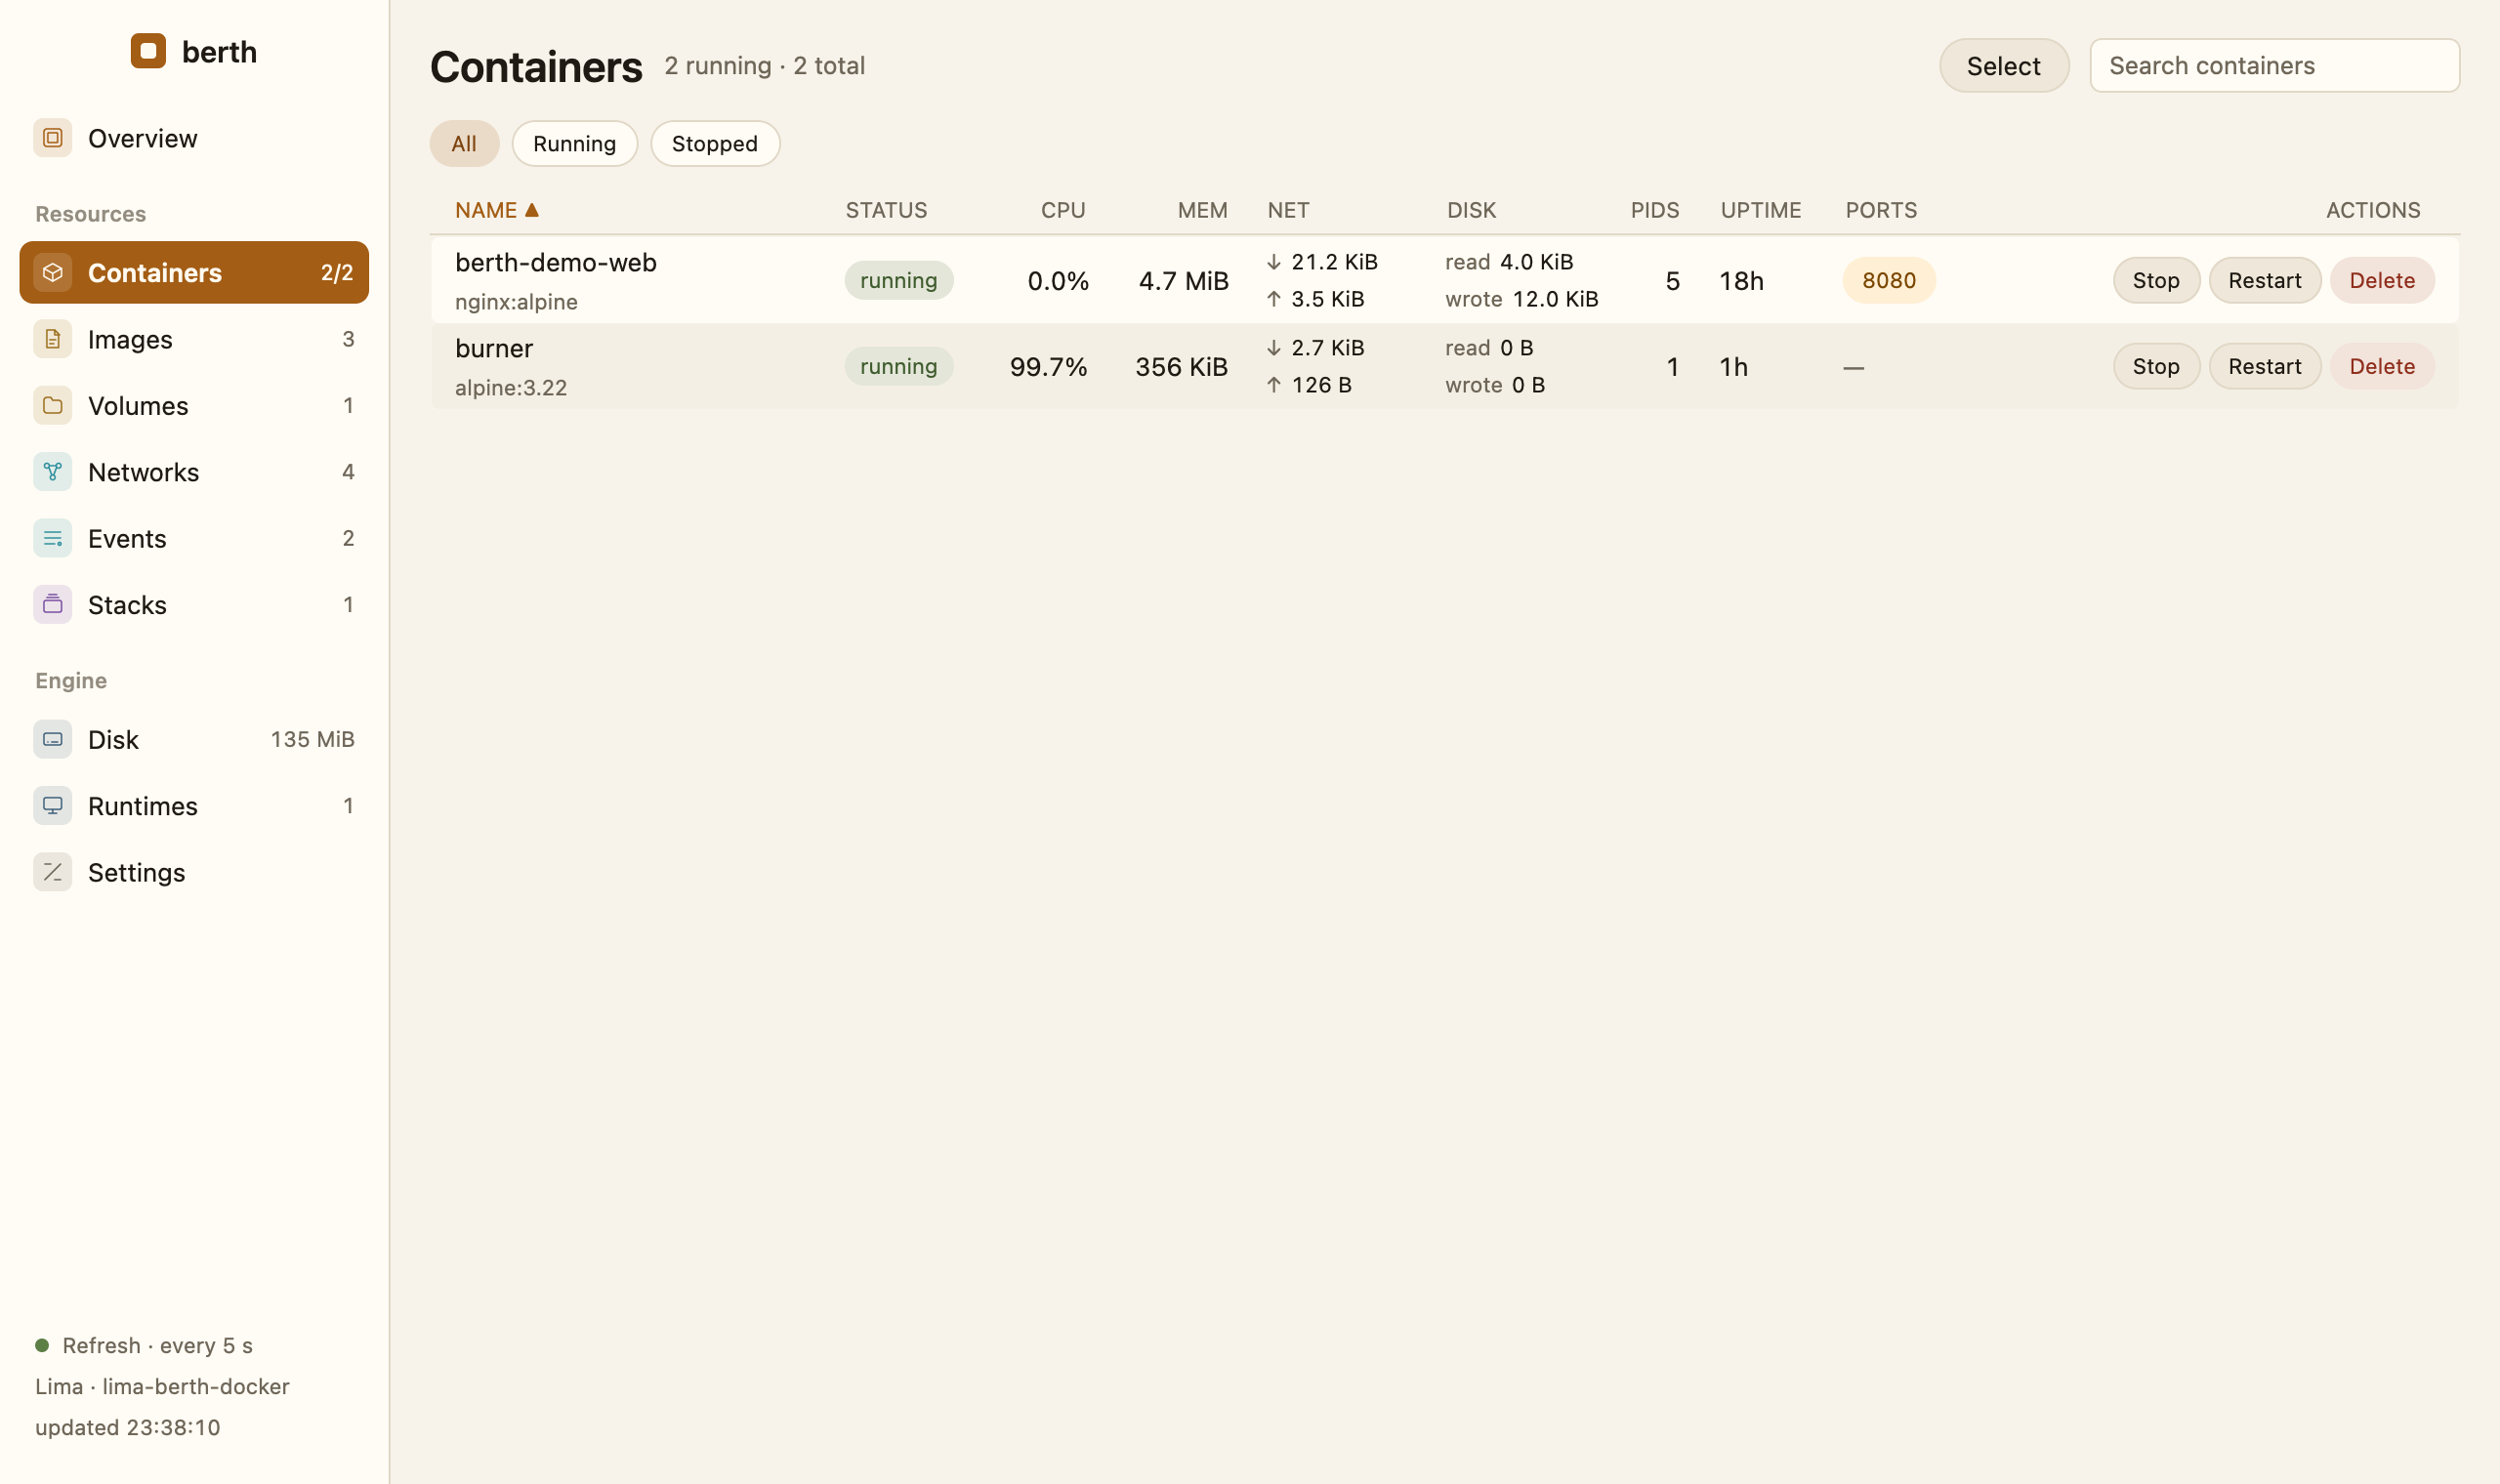 berth
Overview
Resources
Containers 2/2
Images 3
Volumes 1
Networks 4
Events 2
Stacks 1
Engine
Disk 135 MiB
Runtimes 1
Settings
Refresh · every 5 s
Lima · lima-berth-docker
updated 23:38:10
Containers 2 running · 2 total
Select Search containers
All Running Stopped
NAME ▲ STATUS CPU MEM NET DISK PIDS UPTIME PORTS ACTIONS
berth-demo-web
nginx:alpine
running 0.0% 4.7 MiB
↓ 21.2 KiB
↑ 3.5 KiB
read 4.0 KiB
wrote 12.0 KiB
5 18h 8080 Stop Restart Delete
burner
alpine:3.22
running 99.7% 356 KiB
↓ 2.7 KiB
↑ 126 B
read 0 B
wrote 0 B
1 1h — Stop Restart Delete